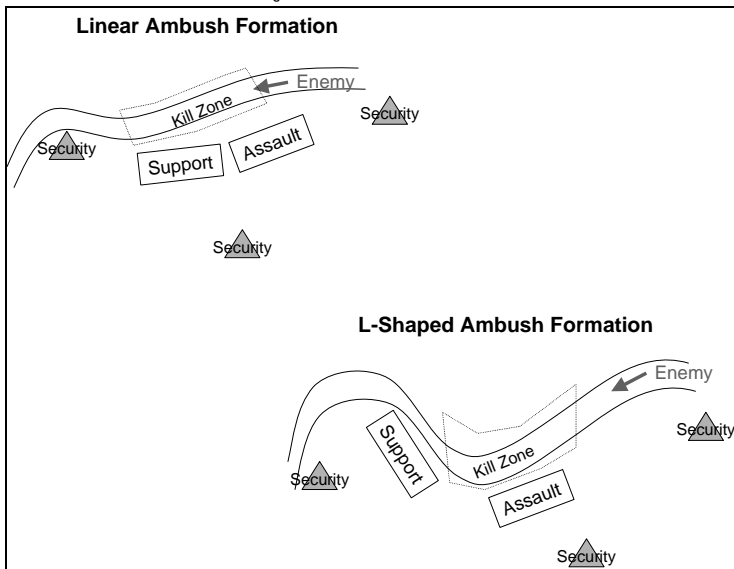 Linear Ambush Formation
Enemy
Kill Zone
Security
Security
Support
Assault
Security
L-Shaped Ambush Formation
Enemy
Support
Security
Kill Zone
Security
Assault
Security